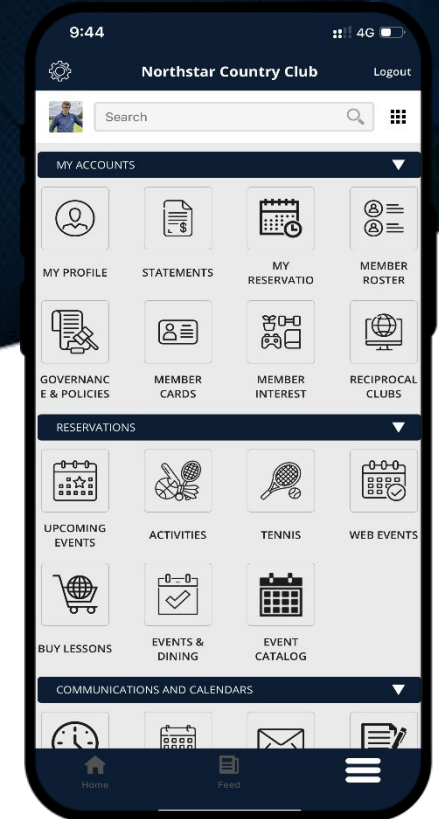 9:44
4G
Northstar Country Club
Logout
Search
MY ACCOUNTS
MY PROFILE
STATEMENTS
MY
RESERVATIO
MEMBER
ROSTER
GOVERNANC
E & POLICIES
MEMBER
CARDS
MEMBER
INTEREST
RECIPROCAL
CLUBS
RESERVATIONS
UPCOMING
EVENTS
ACTIVITIES
TENNIS
WEB EVENTS
BUY LESSONS
EVENTS &
DINING
EVENT
CATALOG
COMMUNICATIONS AND CALENDARS
Home
Feed